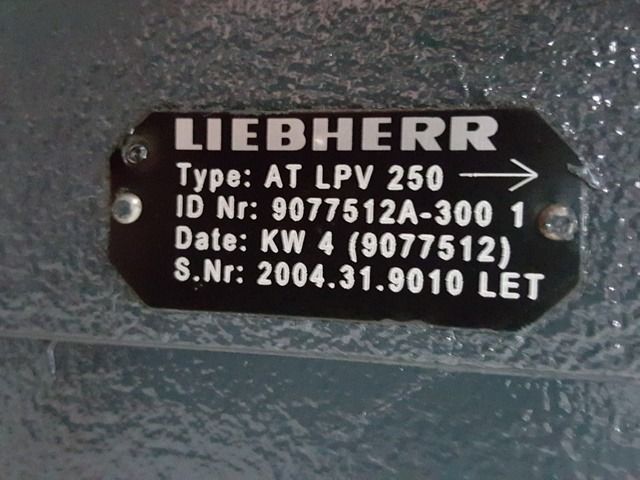 LIEBHERR
Type: AT LPV 250 →
ID Nr: 9077512A-300 1
Date: KW 4 (9077512)
S.Nr: 2004.31.9010 LET